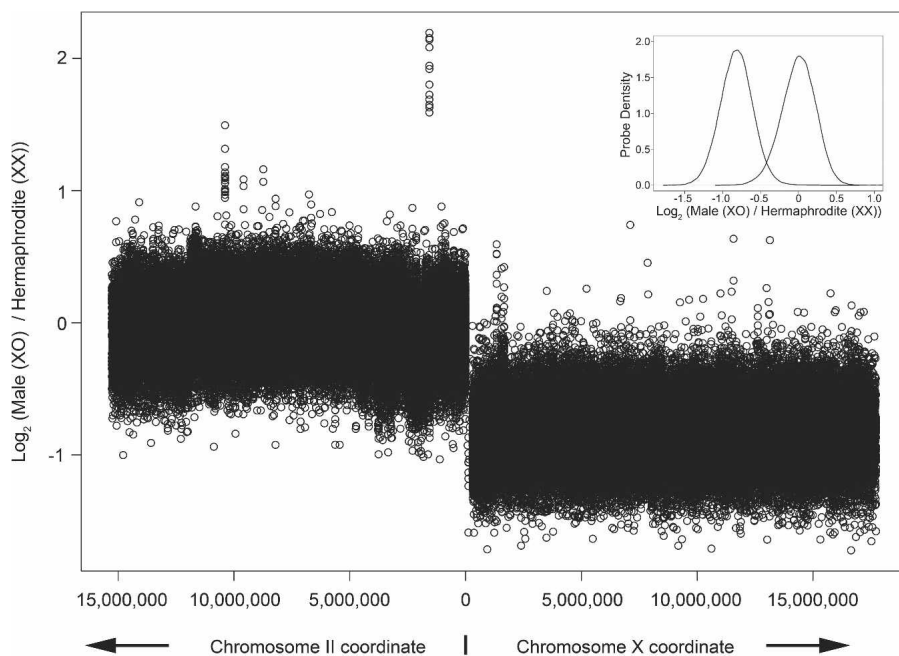 2
1
0
-1
Log2 (Male (XO) / Hermaphrodite (XX))
2.0
1.5
1.0
0.5
0.0
Probe Dentsity
-1.5 -1.0 -0.5 0 0.5 1.0
Log2 (Male (XO) / Hermaphrodite (XX))
15,000,000 10,000,000 5,000,000 0 5,000,000 10,000,000 15,000,000
Chromosome II coordinate Chromosome X coordinate